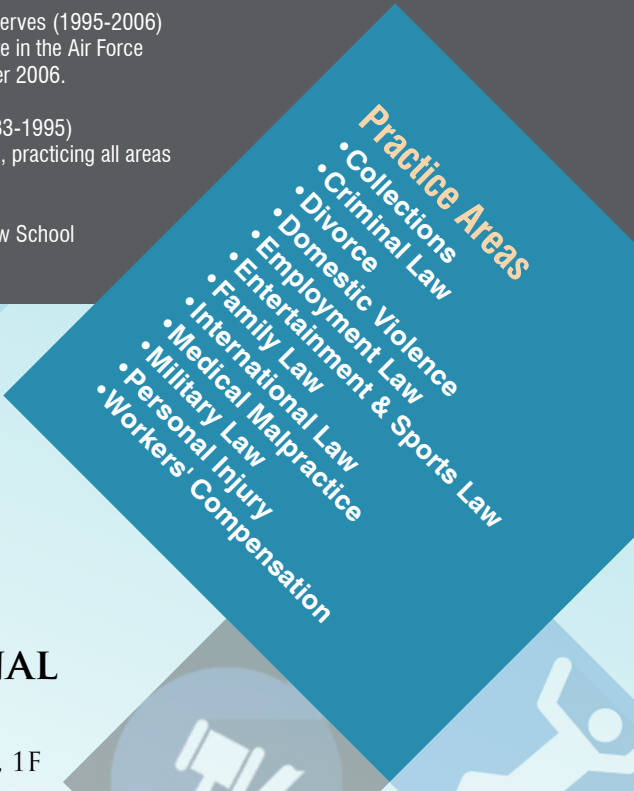 erves (1995-2006)
e in the Air Force
er 2006.
33-1995)
, practicing all areas
w School
Practice Areas
•Collections
•Criminal Law
•Divorce
•Domestic Violence
•Employment Law
•Entertainment & Sports Law
•Family Law
•International Law
•Medical Malpractice
•Military Law
•Personal Injury
•Workers' Compensation
NAL
, 1F